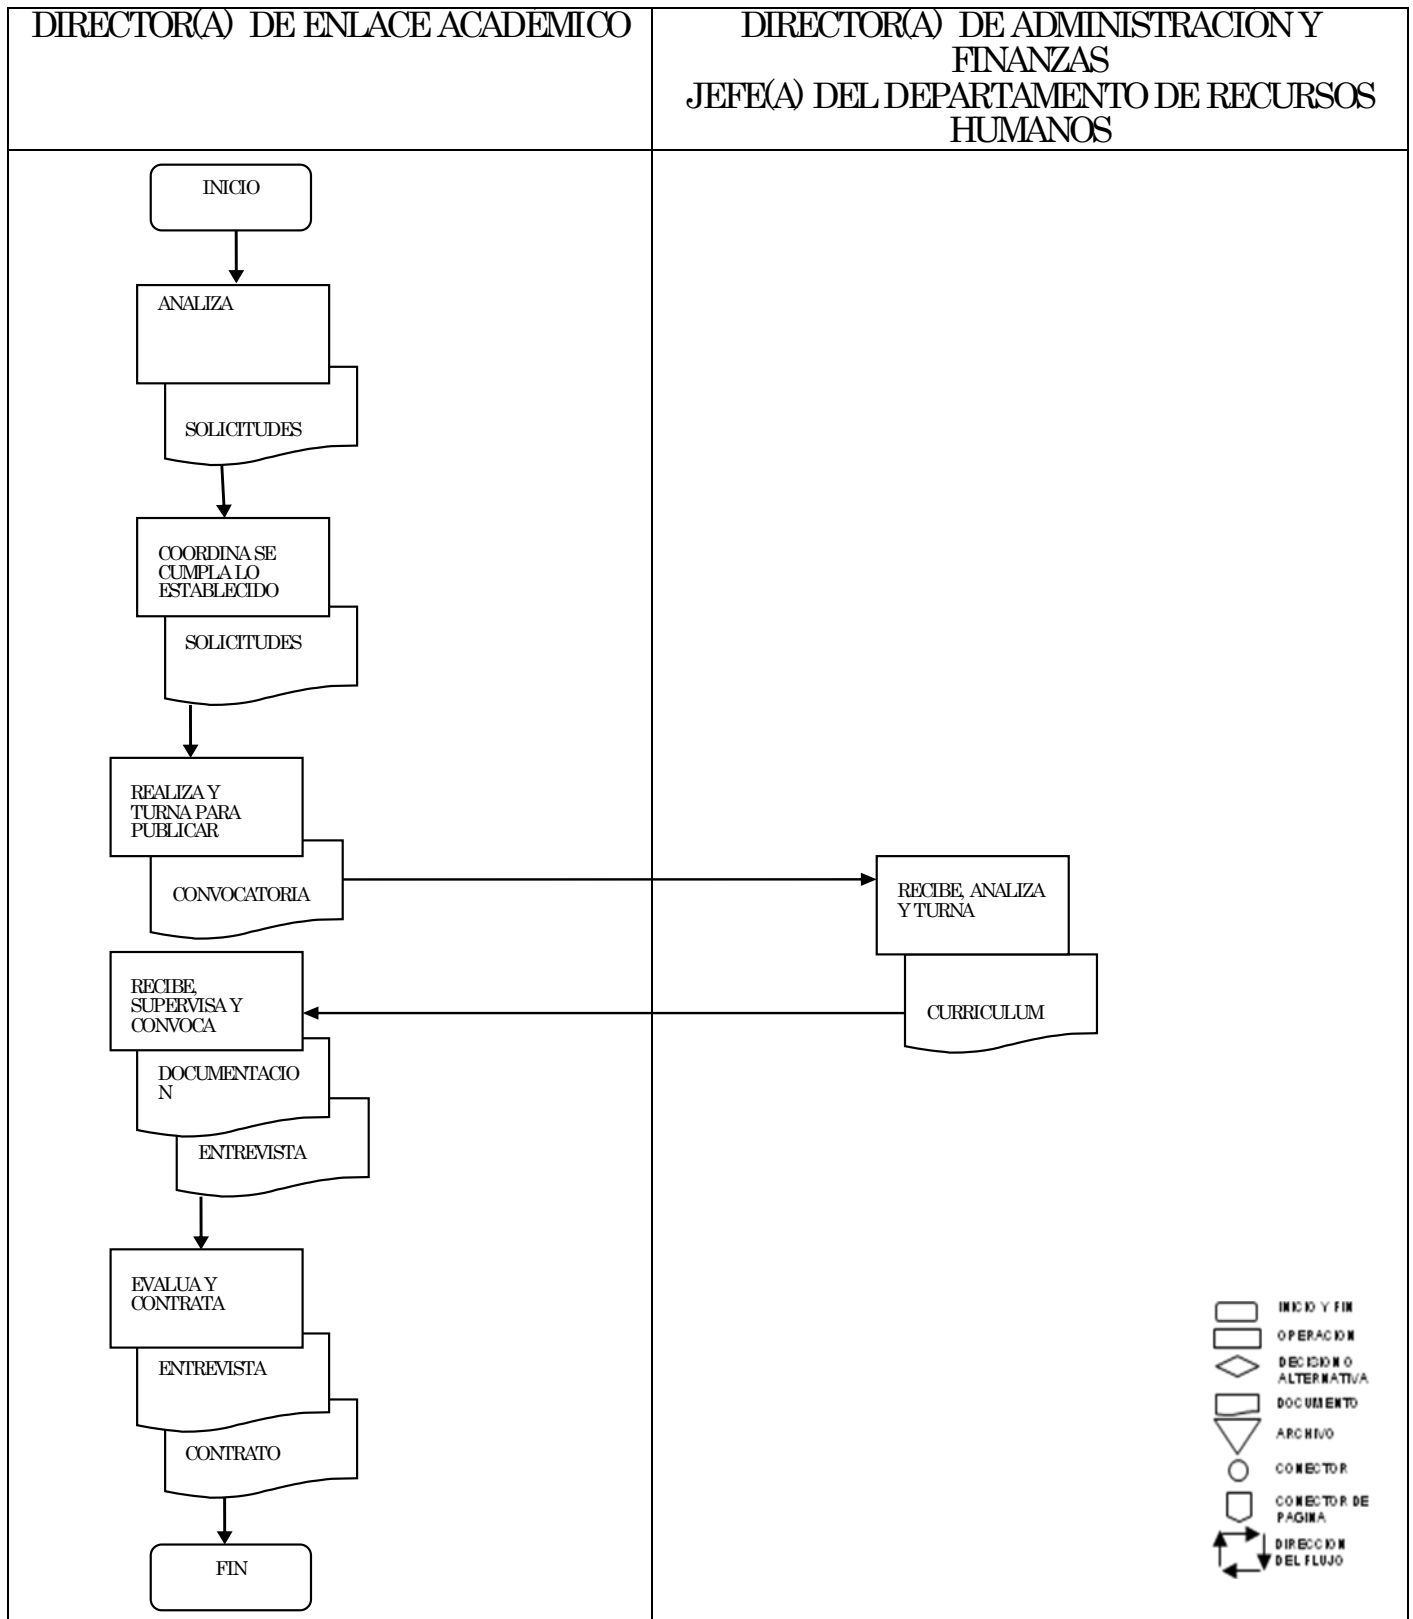 DIRECTOR(A) DE ENLACE ACADÉMICO
DIRECTOR(A) DE ADMINISTRACIÓN Y
FINANZAS
JEFE(A) DEL DEPARTAMENTO DE RECURSOS
HUMANOS
INICIO
ANALIZA
SOLICITUDES
COORDINA SE
CUMPLA LO
ESTABLECIDO
SOLICITUDES
REALIZA Y
TURNA PARA
PUBLICAR
CONVOCATORIA
RECIBE, ANALIZA
Y TURNA
CURRICULUM
RECIBE,
SUPERVISA Y
CONVOCA
DOCUMENTACIO
N
ENTREVISTA
EVALUA Y
CONTRATA
ENTREVISTA
CONTRATO
FIN
INICIO Y FIN
OPERACION
DECISION O
ALTERNATIVA
DOCUMENTO
ARCHIVO
CONECTOR
CONECTOR DE
PAGINA
DIRECCION
DEL FLUJO